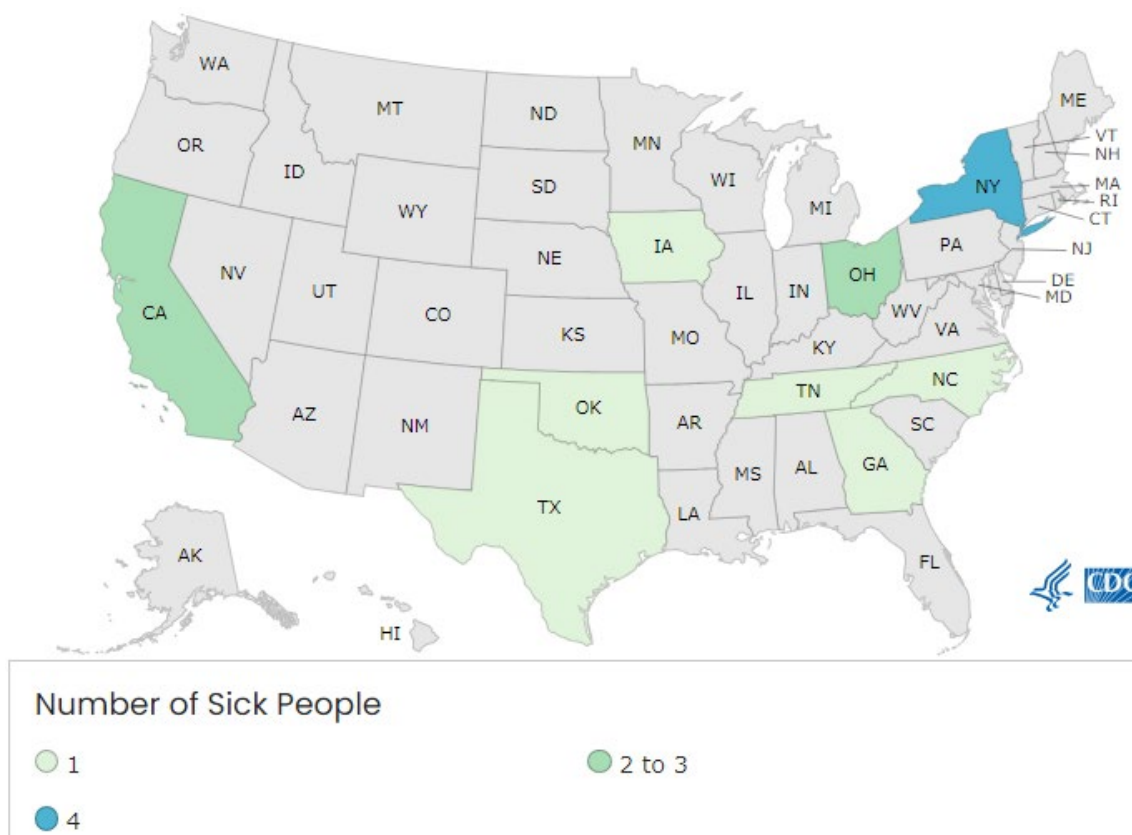 WA
MT
ND
MN
ME
OR
ID
SD
WI
VT
NH
WY
MI
NY
MA
RI
CT
IA
NE
PA
NJ
NV
UT
CO
IL
IN
OH
DE
MD
CA
KS
MO
WV
VA
KY
AZ
NM
OK
AR
TN
NC
SC
TX
LA
MS
AL
GA
AK
FL
HI
CDC
Number of Sick People
1
2 to 3
4